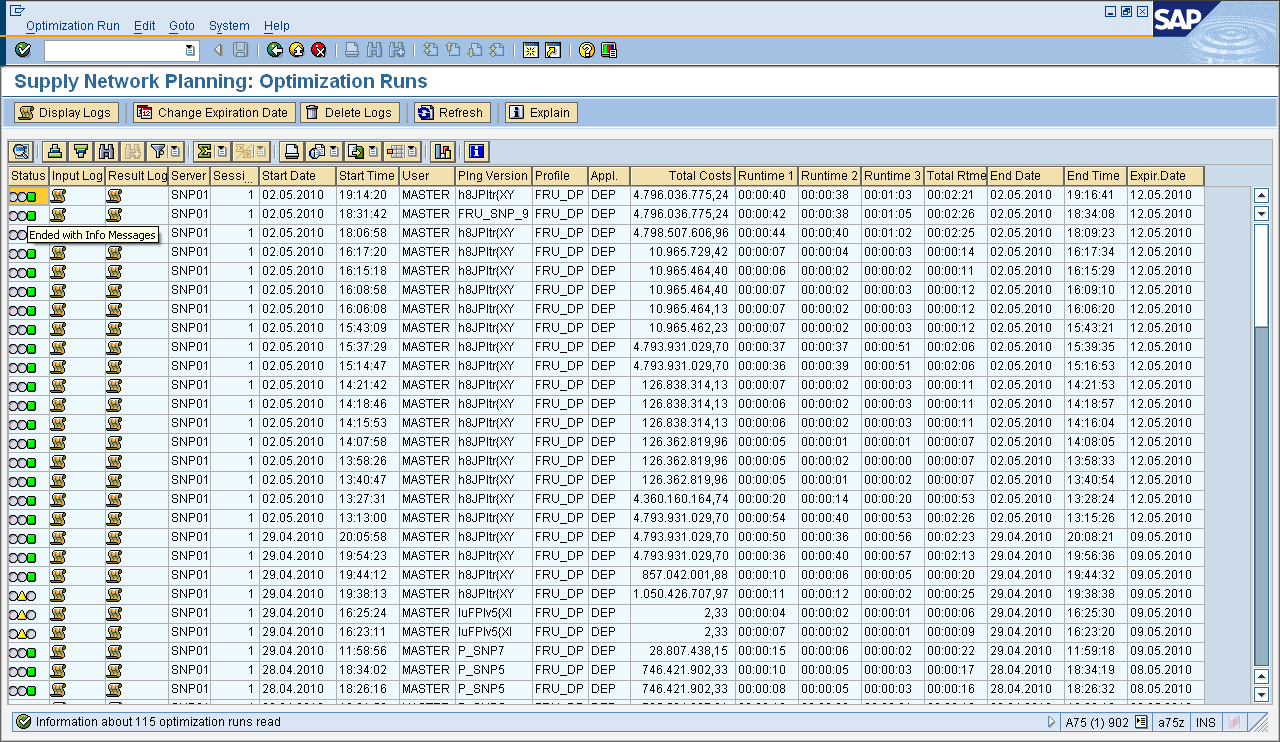 Optimization Run Edit Goto System Help
SAP
Supply Network Planning: Optimization Runs
Display Logs Change Expiration Date Delete Logs Refresh Explain
Status Input Log Result Log Server Sessi... Start Date Start Time User Plng Version Profile Appl. Total Costs Runtime 1 Runtime 2 Runtime 3 Total Rtme End Date End Time Expir.Date
SNP01 1 02.05.2010 19:14:20 MASTER h8JPItr{XY FRU_DP DEP 4.796.036.775,24 00:00:40 00:00:38 00:01:03 00:02:21 02.05.2010 19:16:41 12.05.2010
SNP01 1 02.05.2010 18:31:42 MASTER FRU_SNP_9 FRU_DP DEP 4.796.036.775,24 00:00:42 00:00:39 00:01:05 00:02:26 02.05.2010 18:34:08 12.05.2010
Ended with Info Messages SNP01 1 02.05.2010 18:06:58 MASTER h8JPItr{XY FRU_DP DEP 4.798.507.606,96 00:00:44 00:00:40 00:01:02 00:02:25 02.05.2010 18:09:23 12.05.2010
SNP01 1 02.05.2010 16:17:20 MASTER h8JPItr{XY FRU_DP DEP 10.965.729,42 00:00:07 00:00:04 00:00:03 00:00:14 02.05.2010 16:17:34 12.05.2010
SNP01 1 02.05.2010 16:15:18 MASTER h8JPItr{XY FRU_DP DEP 10.965.464,40 00:00:06 00:00:02 00:00:02 00:00:11 02.05.2010 16:15:29 12.05.2010
SNP01 1 02.05.2010 16:08:58 MASTER h8JPItr{XY FRU_DP DEP 10.965.464,40 00:00:07 00:00:02 00:00:03 00:00:12 02.05.2010 16:09:10 12.05.2010
SNP01 1 02.05.2010 16:06:08 MASTER h8JPItr{XY FRU_DP DEP 10.965.464,13 00:00:07 00:00:02 00:00:03 00:00:12 02.05.2010 16:06:20 12.05.2010
SNP01 1 02.05.2010 15:43:09 MASTER h8JPItr{XY FRU_DP DEP 10.965.462,23 00:00:07 00:00:02 00:00:03 00:00:12 02.05.2010 15:43:21 12.05.2010
SNP01 1 02.05.2010 15:37:29 MASTER h8JPItr{XY FRU_DP DEP 4.793.931.029,70 00:00:37 00:00:37 00:00:51 00:02:06 02.05.2010 15:39:35 12.05.2010
SNP01 1 02.05.2010 15:14:47 MASTER h8JPItr{XY FRU_DP DEP 4.793.931.029,70 00:00:36 00:00:39 00:00:51 00:02:06 02.05.2010 15:16:53 12.05.2010
SNP01 1 02.05.2010 14:21:42 MASTER h8JPItr{XY FRU_DP DEP 126.838.314,13 00:00:07 00:00:02 00:00:03 00:00:11 02.05.2010 14:21:53 12.05.2010
SNP01 1 02.05.2010 14:18:46 MASTER h8JPItr{XY FRU_DP DEP 126.838.314,13 00:00:06 00:00:02 00:00:03 00:00:11 02.05.2010 14:18:57 12.05.2010
SNP01 1 02.05.2010 14:15:53 MASTER h8JPItr{XY FRU_DP DEP 126.838.314,13 00:00:06 00:00:02 00:00:02 00:00:11 02.05.2010 14:16:04 12.05.2010
SNP01 1 02.05.2010 14:07:58 MASTER h8JPItr{XY FRU_DP DEP 126.362.819,96 00:00:05 00:00:01 00:00:01 00:00:07 02.05.2010 14:08:05 12.05.2010
SNP01 1 02.05.2010 13:58:26 MASTER h8JPItr{XY FRU_DP DEP 126.362.819,96 00:00:05 00:00:00 00:00:00 00:00:07 02.05.2010 13:58:33 12.05.2010
SNP01 1 02.05.2010 13:40:47 MASTER h8JPItr{XY FRU_DP DEP 126.362.819,96 00:00:05 00:00:01 00:00:02 00:00:07 02.05.2010 13:40:54 12.05.2010
SNP01 1 02.05.2010 13:27:31 MASTER h8JPItr{XY FRU_DP DEP 4.360.160.164,74 00:00:20 00:00:14 00:00:20 00:00:53 02.05.2010 13:28:24 12.05.2010
SNP01 1 02.05.2010 13:13:00 MASTER h8JPItr{XY FRU_DP DEP 4.793.931.029,70 00:00:54 00:00:40 00:00:53 00:02:26 02.05.2010 13:15:26 12.05.2010
SNP01 1 29.04.2010 20:05:58 MASTER h8JPItr{XY FRU_DP DEP 4.793.931.029,70 00:00:50 00:00:36 00:00:56 00:02:23 29.04.2010 20:08:21 09.05.2010
SNP01 1 29.04.2010 19:54:23 MASTER h8JPItr{XY FRU_DP DEP 4.793.931.029,70 00:00:36 00:00:40 00:00:57 00:02:13 29.04.2010 19:56:36 09.05.2010
SNP01 1 29.04.2010 19:44:12 MASTER h8JPItr{XY FRU_DP DEP 857.042.001,88 00:00:10 00:00:06 00:00:05 00:00:20 29.04.2010 19:44:32 09.05.2010
SNP01 1 29.04.2010 19:38:13 MASTER h8JPItr{XY FRU_DP DEP 1.050.426.707,97 00:00:11 00:00:12 00:00:02 00:00:25 29.04.2010 19:38:38 09.05.2010
SNP01 1 29.04.2010 16:25:24 MASTER IuFPIv5{XI FRU_DP DEP 2,33 00:00:04 00:00:02 00:00:01 00:00:06 29.04.2010 16:25:30 09.05.2010
SNP01 1 29.04.2010 16:23:11 MASTER IuFPIv5{XI FRU_DP DEP 2,33 00:00:07 00:00:02 00:00:01 00:00:09 29.04.2010 16:23:20 09.05.2010
SNP01 1 29.04.2010 11:58:56 MASTER P_SNP7 FRU_DP DEP 28.807.438,15 00:00:15 00:00:06 00:00:02 00:00:22 29.04.2010 11:59:18 09.05.2010
SNP01 1 28.04.2010 18:34:02 MASTER P_SNP5 FRU_DP DEP 746.421.902,33 00:00:10 00:00:05 00:00:03 00:00:17 28.04.2010 18:34:19 08.05.2010
SNP01 1 28.04.2010 18:26:16 MASTER P_SNP5 FRU_DP DEP 746.421.902,33 00:00:08 00:00:05 00:00:03 00:00:16 28.04.2010 18:26:32 08.05.2010
Information about 115 optimization runs read A75 (1) 902 a75z INS